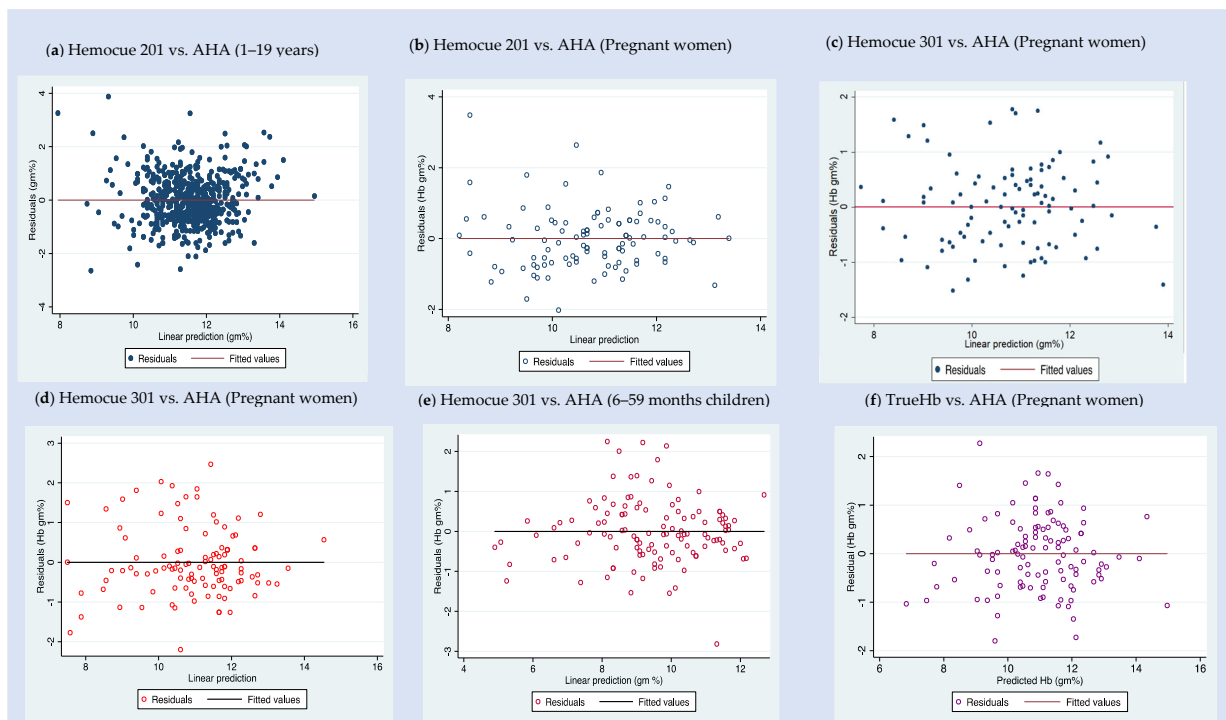 (a) Hemocue 201 vs. AHA (1–19 years)
Residuals (gm%)
4
2
0
-2
-4
8
10
12
14
16
Linear prediction (gm%)
Residuals
Fitted values
(b) Hemocue 201 vs. AHA (Pregnant women)
Residuals (Hb gm%)
4
2
0
-2
8
10
12
14
Linear prediction
Residuals
Fitted values
(c) Hemocue 301 vs. AHA (Pregnant women)
Residuals (Hb gm%)
2
1
0
-1
-2
8
10
12
14
Linear prediction (gm%)
Residuals
Fitted values
(d) Hemocue 301 vs. AHA (Pregnant women)
Residuals (Hb gm%)
3
2
1
0
-1
-2
8
10
12
14
16
Linear prediction
Residuals
Fitted values
(e) Hemocue 301 vs. AHA (6–59 months children)
Residuals (Hb gm%)
2
1
0
-1
-2
-3
4
6
8
10
12
Linear prediction (gm %)
Residuals
Fitted values
(f) TrueHb vs. AHA (Pregnant women)
Residual (Hb gm%)
2
1
0
-1
-2
6
8
10
12
14
16
Predicted Hb (gm%)
Residuals
Fitted values